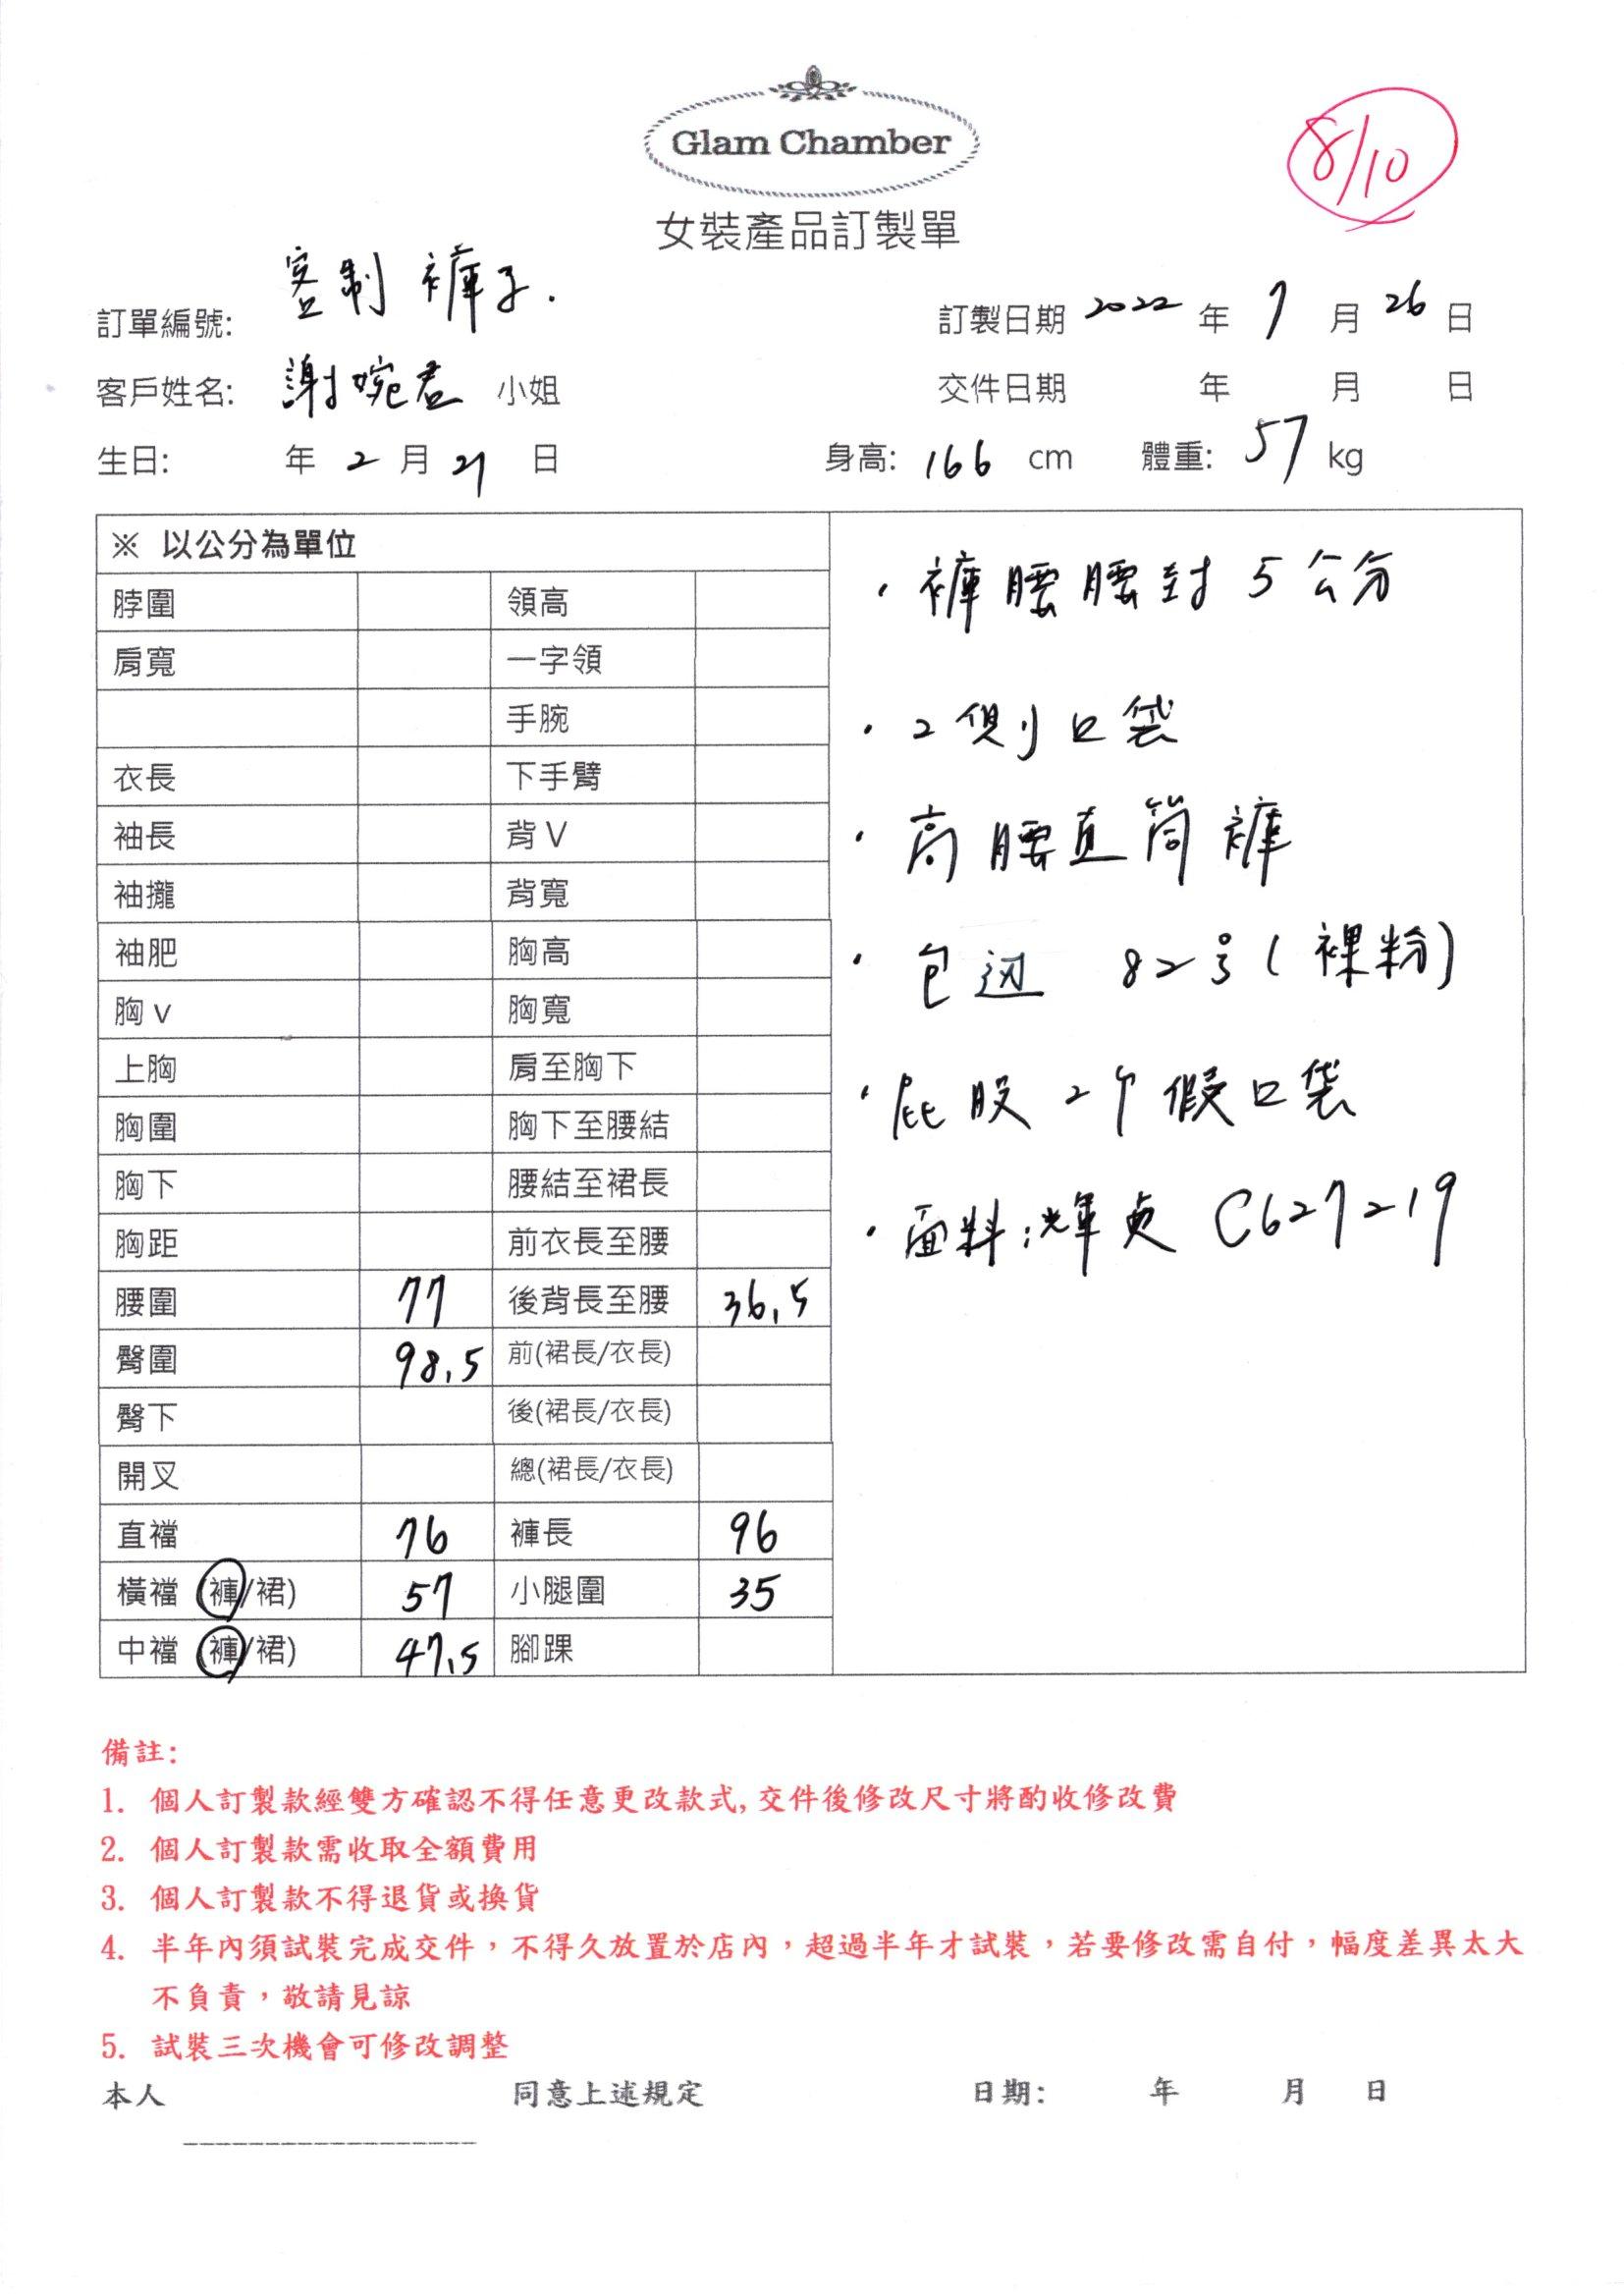 Glam Chamber
8/10
女裝產品訂製單
訂單編號: 客制褲子.
訂製日期 2022 年 7 月 26 日
客戶姓名: 謝婉君 小姐
交件日期 年 月 日
生日: 年 2 月 21 日
身高: 166 cm 體重: 57 kg
※ 以公分為單位
脖圍 領高
肩寬 一字領
手腕
衣長 下手臂
袖長 背V
袖攏 背寬
袖肥 胸高
胸v 胸寬
上胸 肩至胸下
胸圍 胸下至腰結
胸下 腰結至裙長
胸距 前衣長至腰
腰圍 77 後背長至腰 36.5
臀圍 98.5 前(裙長/衣長)
臀下 後(裙長/衣長)
開叉 總(裙長/衣長)
直襠 76 褲長 96
橫襠 (褲/裙) 57 小腿圍 35
中襠 (褲/裙) 47.5 腳踝
・褲腰腰封 5公分
・2側口袋
・高腰直筒褲
・包边 82号(裸粉)
・屁股2个假口袋
・面料:輝貞 C627219
備註:
1. 個人訂製款經雙方確認不得任意更改款式,交件後修改尺寸將酌收修改費
2. 個人訂製款需收取全額費用
3. 個人訂製款不得退貨或換貨
4. 半年內須試裝完成交件，不得久放置於店內，超過半年才試裝，若要修改需自付，幅度差異太大
不負責，敬請見諒
5. 試裝三次機會可修改調整
本人 同意上述規定 日期: 年 月 日